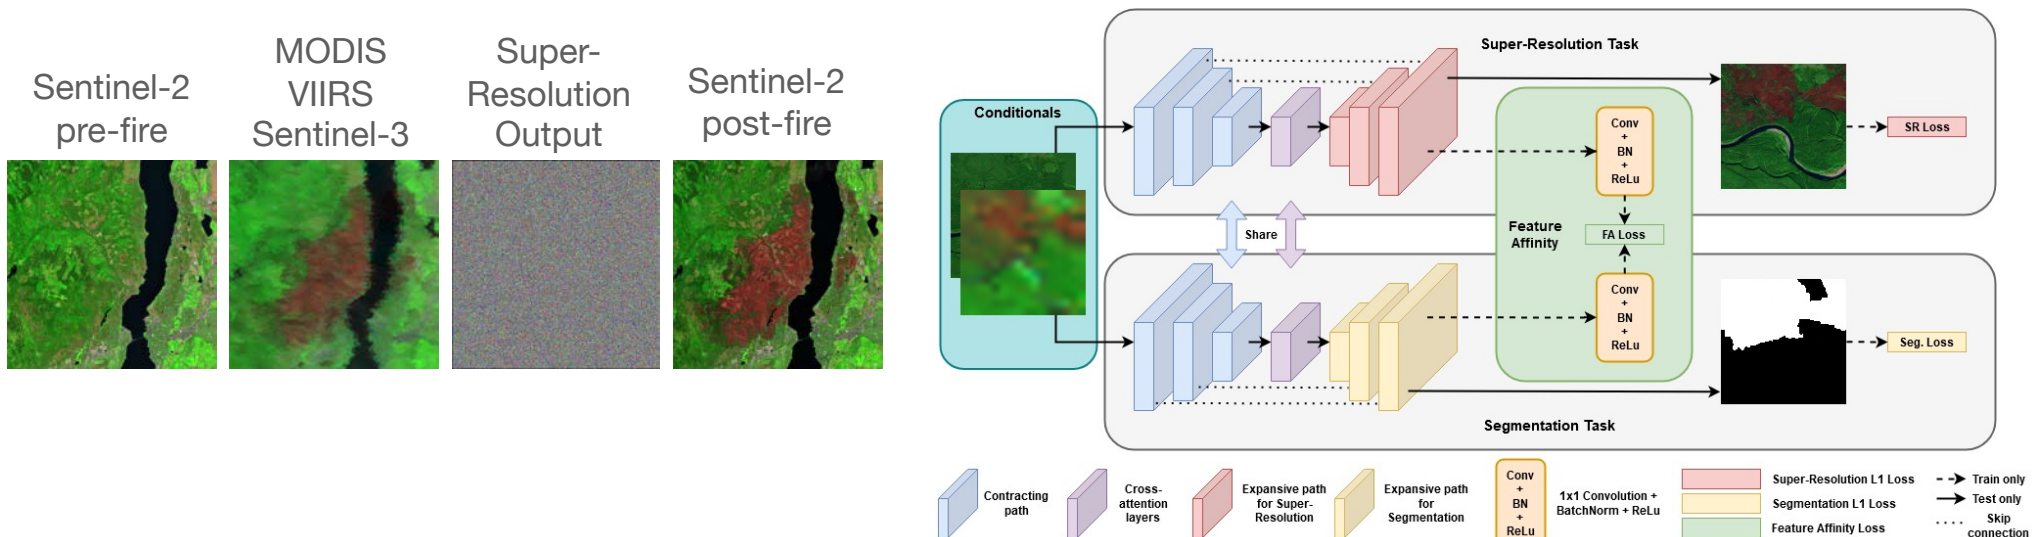 Sentinel-2
pre-fire
MODIS
VIIRS
Sentinel-3
Super-
Resolution
Output
Sentinel-2
post-fire
Super-Resolution Task
Conditionals
Conv
+
BN
+
ReLu
SR Loss
Share
Feature
Affinity
FA Loss
Conv
+
BN
+
ReLu
Seg. Loss
Segmentation Task
Contracting
path
Cross-
attention
layers
Expansive path
for Super-
Resolution
Expansive path
for
Segmentation
Conv
+
BN
+
ReLu
1x1 Convolution +
BatchNorm + ReLu
Super-Resolution L1 Loss
Segmentation L1 Loss
Feature Affinity Loss
Train only
Test only
Skip
connection